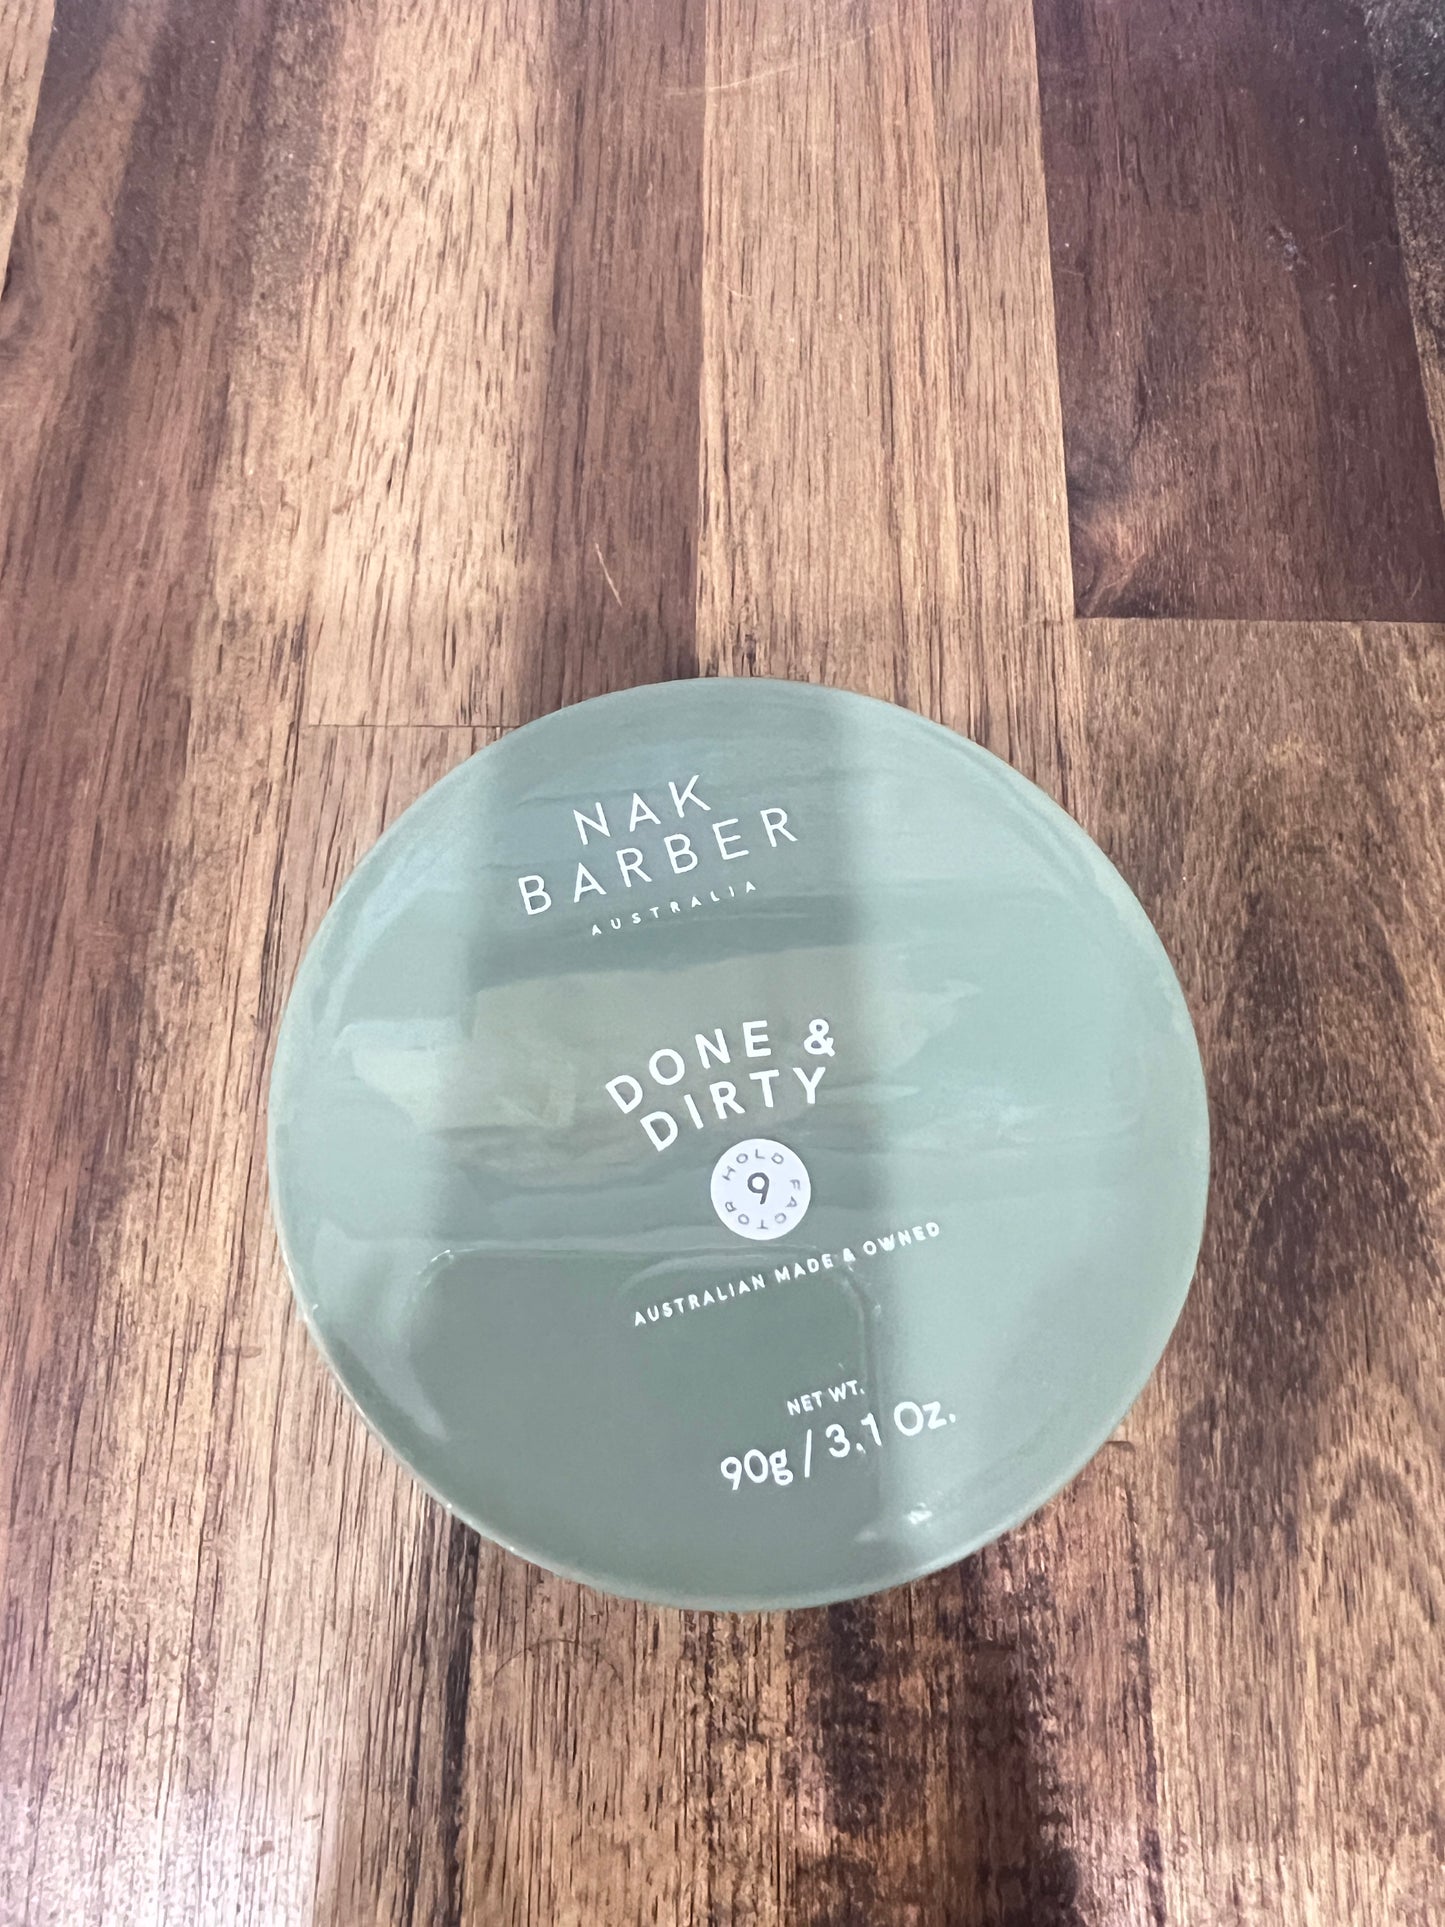 NAK
BARBER
AUSTRALIA
DONE &
DIRTY
HOLD FACTOR
9
AUSTRALIAN MADE & OWNED
NET WT.
90g / 3.1 Oz.